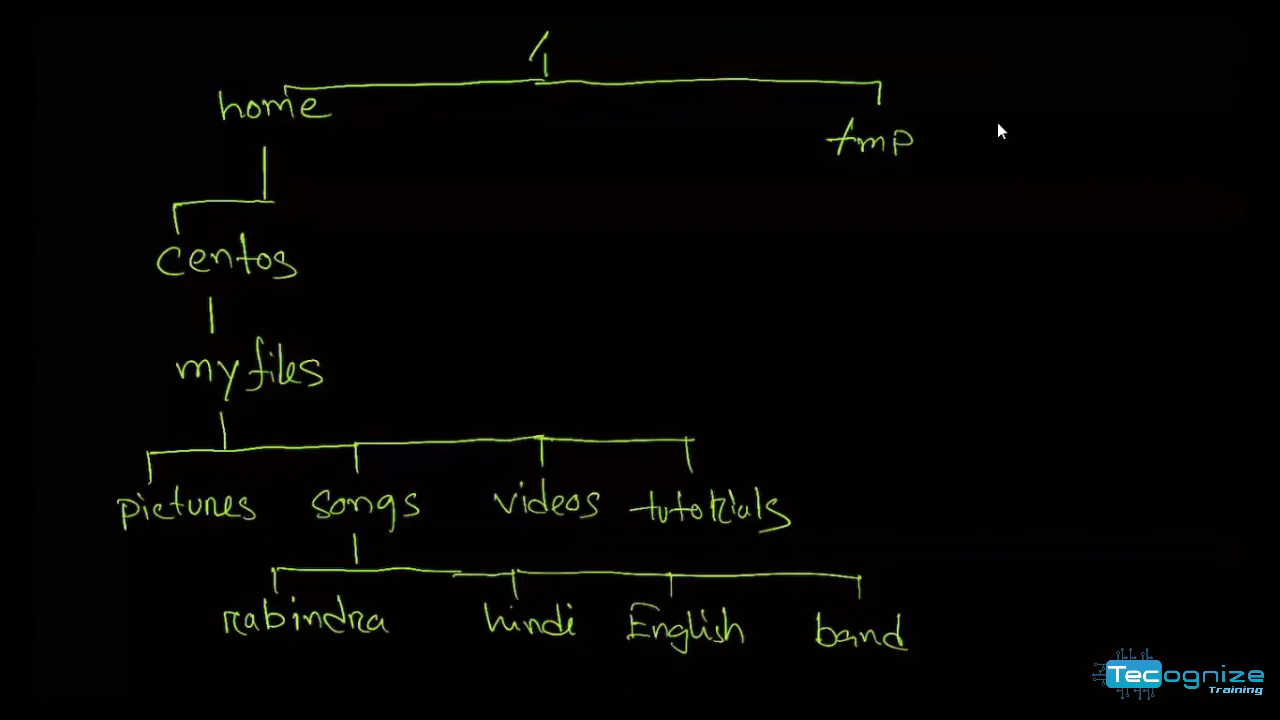 /
home
tmp
centos
myfiles
pictures songs videos tutorials
rabindra hindi English band
Tecognize
Training